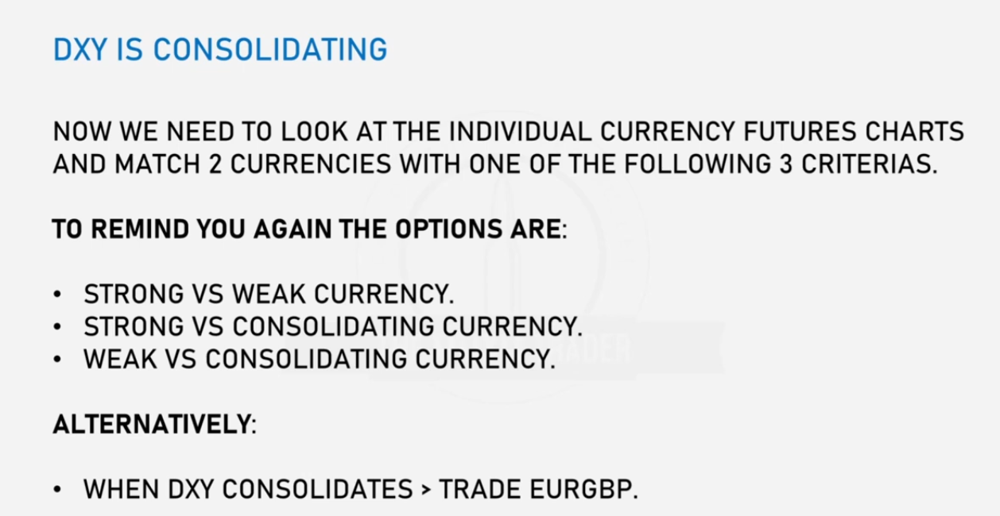 DXY IS CONSOLIDATING
NOW WE NEED TO LOOK AT THE INDIVIDUAL CURRENCY FUTURES CHARTS
AND MATCH 2 CURRENCIES WITH ONE OF THE FOLLOWING 3 CRITERIAS.
TO REMIND YOU AGAIN THE OPTIONS ARE:
• STRONG VS WEAK CURRENCY.
• STRONG VS CONSOLIDATING CURRENCY.
• WEAK VS CONSOLIDATING CURRENCY.
ALTERNATIVELY:
• WHEN DXY CONSOLIDATES > TRADE EURGBP.